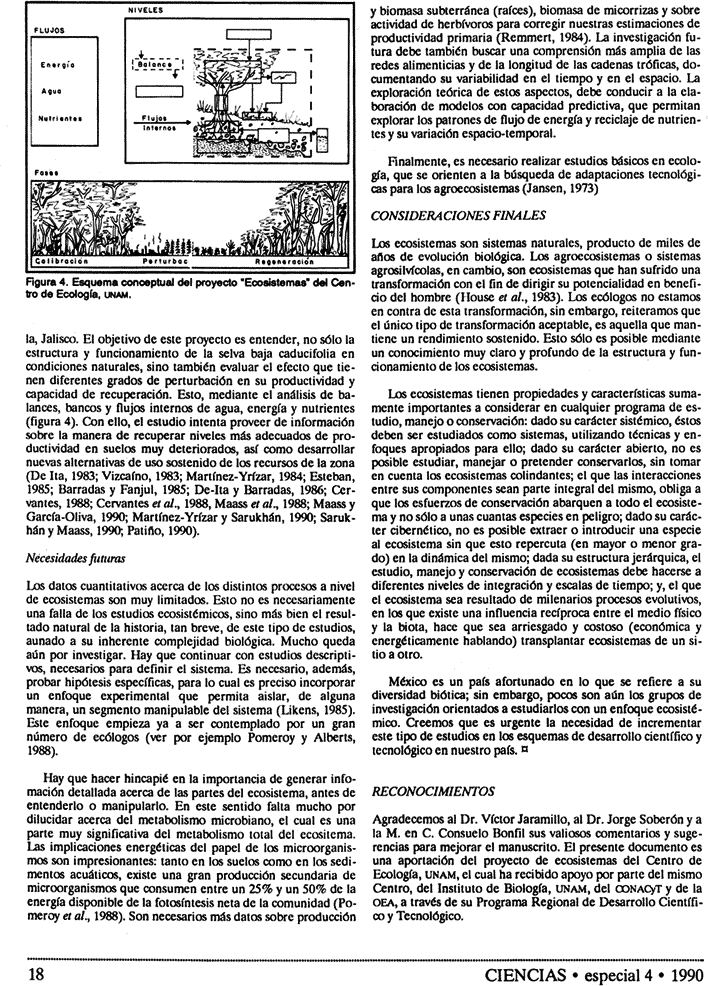 NIVELES
FLUJOS
Energía
Agua
Nutrientes
Balance
Flujos
Internos
Fases
Calibración Perturbac Regeneración
Figura 4. Esquema conceptual del proyecto "Ecosistemas" del Cen-
tro de Ecología, UNAM.
la, Jalisco. El objetivo de este proyecto es entender, no sólo la
estructura y funcionamiento de la selva baja caducifolia en
condiciones naturales, sino también evaluar el efecto que tie-
nen diferentes grados de perturbación en su productividad y
capacidad de recuperación. Esto, mediante el análisis de ba-
lances, bancos y flujos internos de agua, energía y nutrientes
(figura 4). Con ello, el estudio intenta proveer de información
sobre la manera de recuperar niveles más adecuados de pro-
ductividad en suelos muy deteriorados, así como desarrollar
nuevas alternativas de uso sostenido de los recursos de la zona
(De Ita, 1983; Vizcaíno, 1983; Martínez-Yrízar, 1984; Esteban,
1985; Barradas y Fanjul, 1985; De-Ita y Barradas, 1986; Cer-
vantes, 1988; Cervantes et al., 1988, Maass et al., 1988; Maass y
García-Oliva, 1990; Martínez-Yrízar y Sarukhán, 1990; Saruk-
hán y Maass, 1990; Patiño, 1990).
Necesidades futuras
Los datos cuantitativos acerca de los distintos procesos a nivel
de ecosistemas son muy limitados. Esto no es necesariamente
una falla de los estudios ecosistémicos, sino más bien el resul-
tado natural de la historia, tan breve, de este tipo de estudios,
aunado a su inherente complejidad biológica. Mucho queda
aún por investigar. Hay que continuar con estudios descripti-
vos, necesarios para definir el sistema. Es necesario, además,
probar hipótesis específicas, para lo cual es preciso incorporar
un enfoque experimental que permita aislar, de alguna
manera, un segmento manipulable del sistema (Likens, 1985).
Este enfoque empieza ya a ser contemplado por un gran
número de ecólogos (ver por ejemplo Pomeroy y Alberts,
1988).
Hay que hacer hincapié en la importancia de generar info-
mación detallada acerca de las partes del ecosistema, antes de
entenderlo o manipularlo. En este sentido falta mucho por
dilucidar acerca del metabolismo microbiano, el cual es una
parte muy significativa del metabolismo total del ecositema.
Las implicaciones energéticas del papel de los microorganis-
mos son impresionantes: tanto en los suelos como en los sedi-
mentos acuáticos, existe una gran producción secundaria de
microorganismos que consumen entre un 25% y un 50% de la
energía disponible de la fotosíntesis neta de la comunidad (Po-
meroy et al., 1988). Son necesarios más datos sobre producción
y biomasa subterránea (raíces), biomasa de micorrizas y sobre
actividad de herbívoros para corregir nuestras estimaciones de
productividad primaria (Remmert, 1984). La investigación fu-
tura debe también buscar una comprensión más amplia de las
redes alimenticias y de la longitud de las cadenas tróficas, do-
cumentando su variabilidad en el tiempo y en el espacio. La
exploración teórica de estos aspectos, debe conducir a la ela-
boración de modelos con capacidad predictiva, que permitan
explorar los patrones de flujo de energía y reciclaje de nutrien-
tes y su variación espacio-temporal.
Finalmente, es necesario realizar estudios básicos en ecolo-
gía, que se orienten a la búsqueda de adaptaciones tecnológi-
cas para los agroecosistemas (Jansen, 1973)
CONSIDERACIONES FINALES
Los ecosistemas son sistemas naturales, producto de miles de
años de evolución biológica. Los agroecosistemas o sistemas
agrosilvícolas, en cambio, son ecosistemas que han sufrido una
transformación con el fin de dirigir su potencialidad en benefi-
cio del hombre (House et al., 1983). Los ecólogos no estamos
en contra de esta transformación, sin embargo, reiteramos que
el único tipo de transformación aceptable, es aquella que man-
tiene un rendimiento sostenido. Esto sólo es posible mediante
un conocimiento muy claro y profundo de la estructura y fun-
cionamiento de los ecosistemas.
Los ecosistemas tienen propiedades y características suma-
mente importantes a considerar en cualquier programa de es-
tudio, manejo o conservación: dado su carácter sistémico, éstos
deben ser estudiados como sistemas, utilizando técnicas y en-
foques apropiados para ello; dado su carácter abierto, no es
posible estudiar, manejar o pretender conservarlos, sin tomar
en cuenta los ecosistemas colindantes; el que las interacciones
entre sus componentes sean parte integral del mismo, obliga a
que los esfuerzos de conservación abarquen a todo el ecosiste-
ma y no sólo a unas cuantas especies en peligro; dado su carác-
ter cibernético, no es posible extraer o introducir una especie
al ecosistema sin que esto repercuta (en mayor o menor gra-
do) en la dinámica del mismo; dada su estructura jerárquica, el
estudio, manejo y conservación de ecosistemas debe hacerse a
diferentes niveles de integración y escalas de tiempo; y, el que
el ecosistema sea resultado de milenarios procesos evolutivos,
en los que existe una influencia recíproca entre el medio físico
y la biota, hace que sea arriesgado y costoso (económica y
energéticamente hablando) transplantar ecosistemas de un si-
tio a otro.
México es un país afortunado en lo que se refiere a su
diversidad biótica; sin embargo, pocos son aún los grupos de
investigación orientados a estudiarlos con un enfoque ecosisté-
mico. Creemos que es urgente la necesidad de incrementar
este tipo de estudios en los esquemas de desarrollo científico y
tecnológico en nuestro país. ¤
RECONOCIMIENTOS
Agradecemos al Dr. Víctor Jaramillo, al Dr. Jorge Soberón y a
la M. en C. Consuelo Bonfil sus valiosos comentarios y suge-
rencias para mejorar el manuscrito. El presente documento es
una aportación del proyecto de ecosistemas del Centro de
Ecología, UNAM, el cual ha recibido apoyo por parte del mismo
Centro, del Instituto de Biología, UNAM, del CONACyT y de la
OEA, a través de su Programa Regional de Desarrollo Científi-
co y Tecnológico.
18 CIENCIAS • especial 4 • 1990